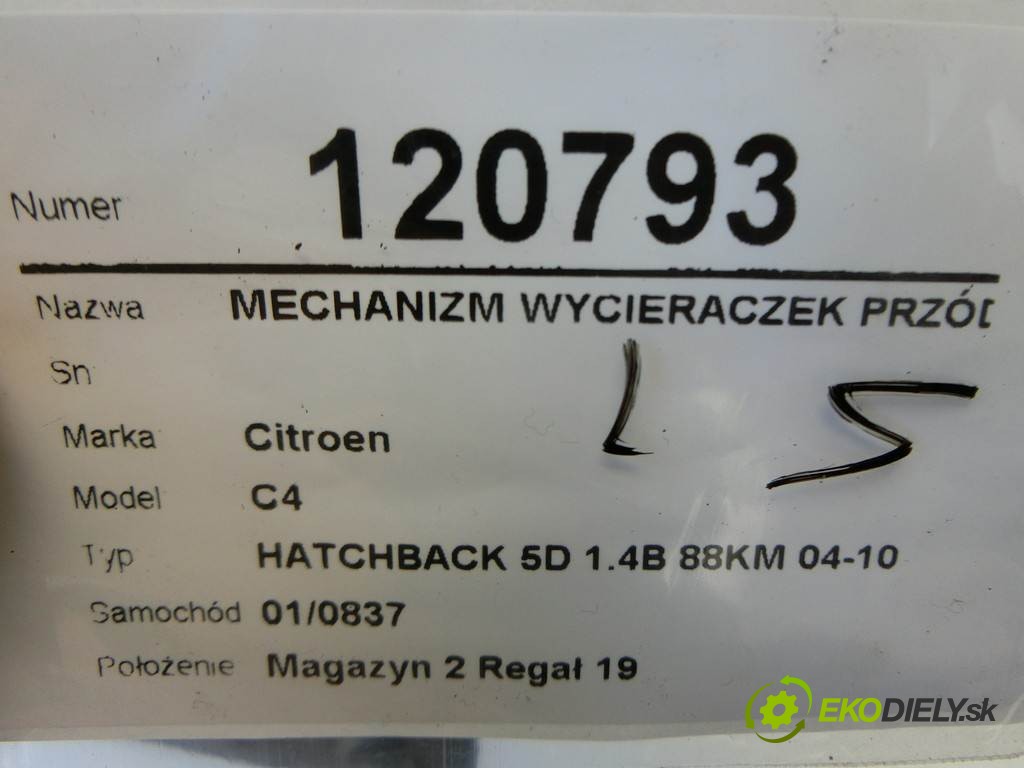 Numer 120793
Nazwa MECHANIZM WYCIERACZEK PRZÓD
Sn
Marka Citroen
L S
Model C4
Typ HATCHBACK 5D 1.4B 88KM 04-10
Samochód 01/0837
Położenie Magazyn 2 Regał 19
EKODIELY.sk